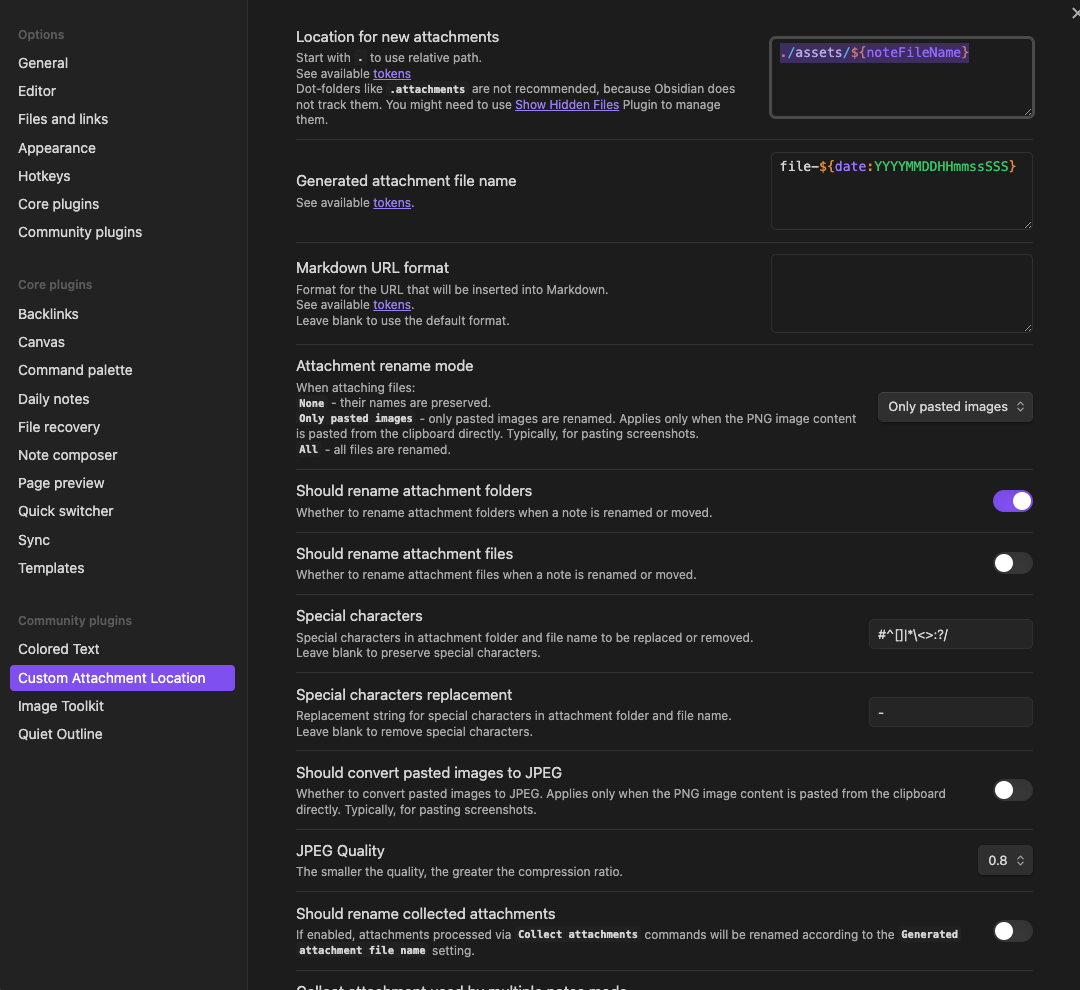 Options
General
Editor
Files and links
Appearance
Hotkeys
Core plugins
Community plugins
Core plugins
Backlinks
Canvas
Command palette
Daily notes
File recovery
Note composer
Page preview
Quick switcher
Sync
Templates
Community plugins
Colored Text
Custom Attachment Location
Image Toolkit
Quiet Outline
Location for new attachments
Start with . to use relative path.
See available tokens
Dot-folders like .attachments are not recommended, because Obsidian does
not track them. You might need to use Show Hidden Files Plugin to manage
them.
./assets/${noteFileName}
Generated attachment file name
See available tokens.
file-${date:YYYYMMDDHHmmssSSS}
Markdown URL format
Format for the URL that will be inserted into Markdown.
See available tokens.
Leave blank to use the default format.
Attachment rename mode
When attaching files:
None - their names are preserved.
Only pasted images - only pasted images are renamed. Applies only when the PNG image content
is pasted from the clipboard directly. Typically, for pasting screenshots.
All - all files are renamed.
Only pasted images
Should rename attachment folders
Whether to rename attachment folders when a note is renamed or moved.
Should rename attachment files
Whether to rename attachment files when a note is renamed or moved.
Special characters
Special characters in attachment folder and file name to be replaced or removed.
Leave blank to preserve special characters.
#^[]|*\<>:?/
Special characters replacement
Replacement string for special characters in attachment folder and file name.
Leave blank to remove special characters.
-
Should convert pasted images to JPEG
Whether to convert pasted images to JPEG. Applies only when the PNG image content is pasted from the clipboard
directly. Typically, for pasting screenshots.
JPEG Quality
The smaller the quality, the greater the compression ratio.
0.8
Should rename collected attachments
If enabled, attachments processed via Collect attachments commands will be renamed according to the Generated
attachment file name setting.
Collect attachment used by multiple notes mode